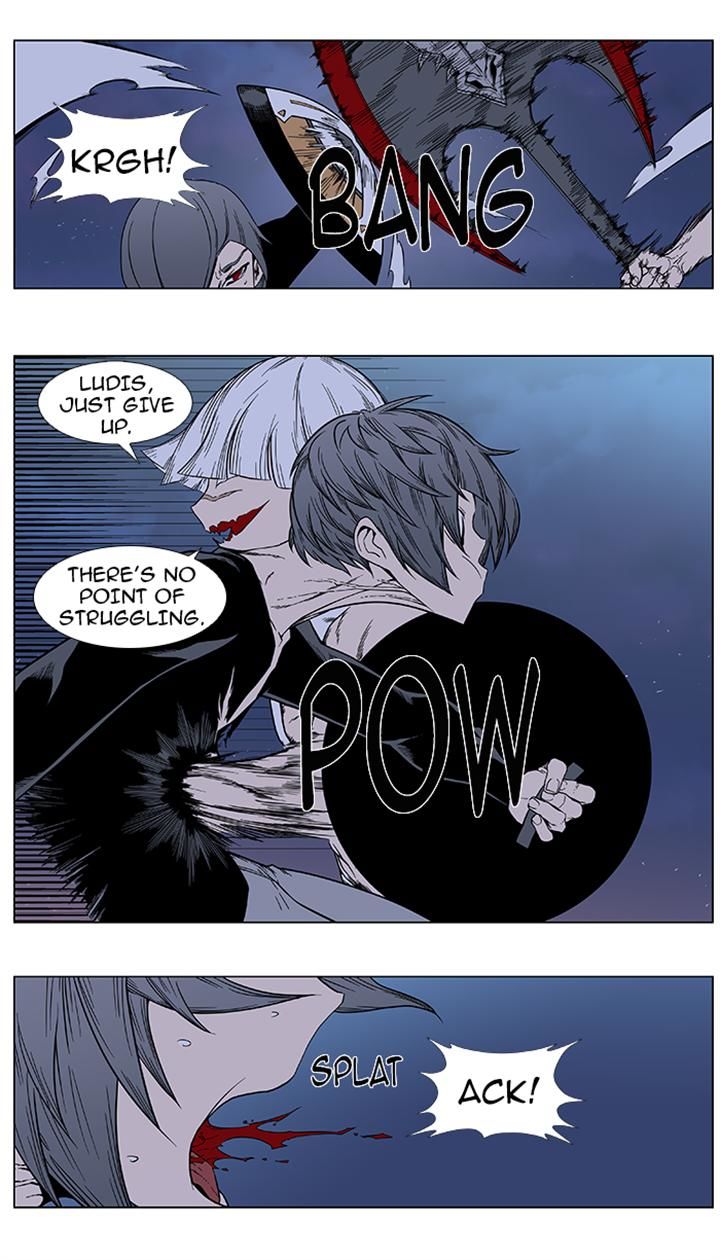 KRGH!
BANG
LUDIS,
JUST GIVE
UP.
THERE'S NO
POINT OF
STRUGGLING.
POW
SPLAT
ACK!